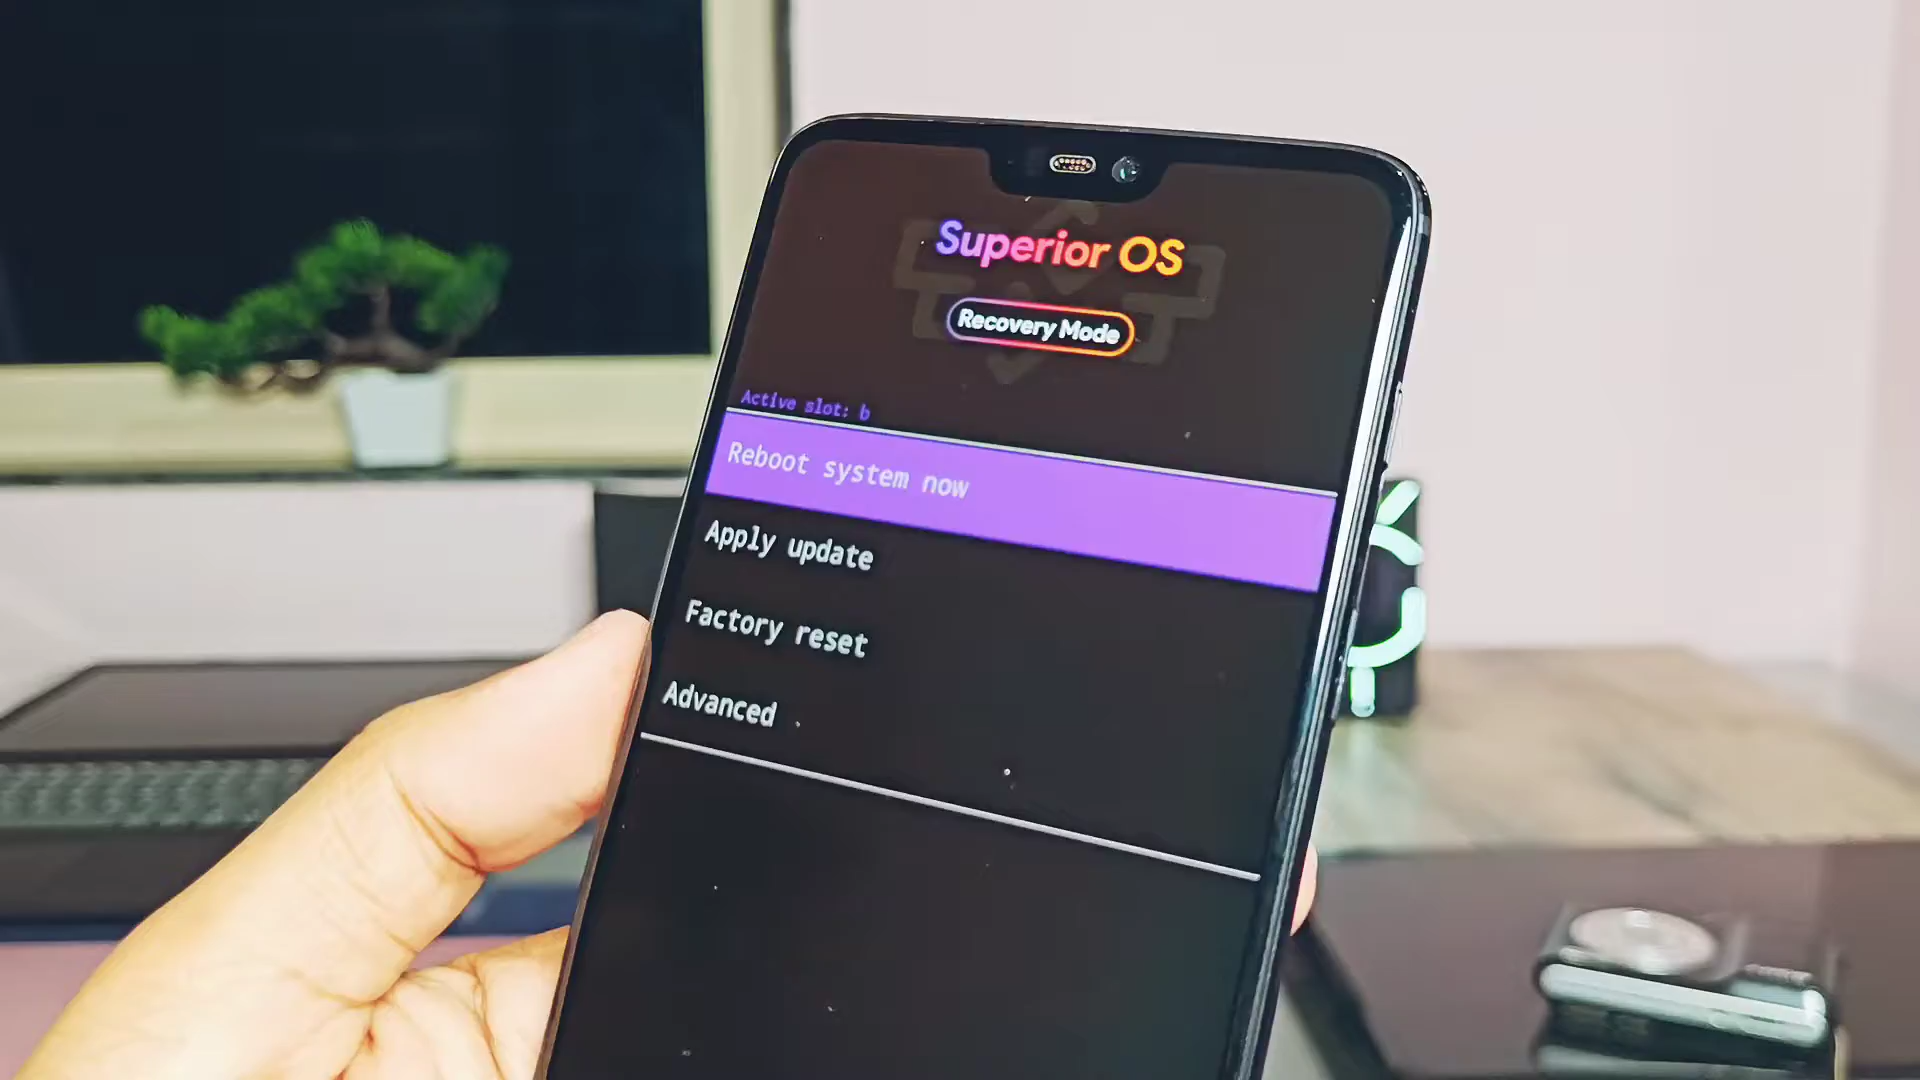 Superior OS
Recovery Mode
Active slot: b
Reboot system now
Apply update
Factory reset
Advanced